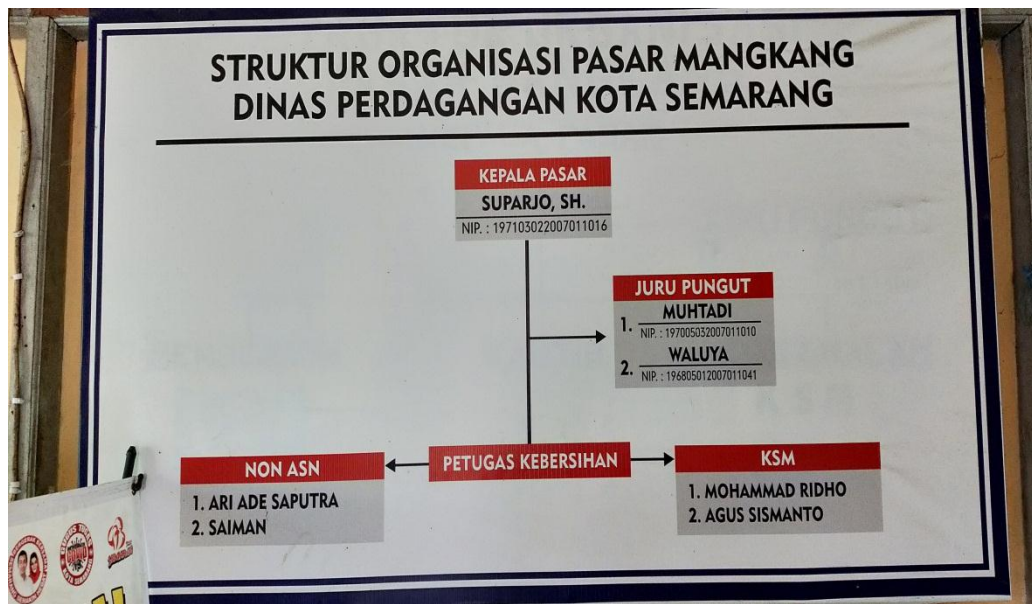 STRUKTUR ORGANISASI PASAR MANGKANG
DINAS PERDAGANGAN KOTA SEMARANG
KEPALA PASAR
SUPARJO, SH.
NIP. : 197103022007011016
JURU PUNGUT
1. MUHTADI
NIP. : 197005032007011010
2. WALUYA
NIP. : 196805012007011041
PETUGAS KEBERSIHAN
NON ASN
1. ARI ADE SAPUTRA
2. SAIMAN
KSM
1. MOHAMMAD RIDHO
2. AGUS SISMANTO